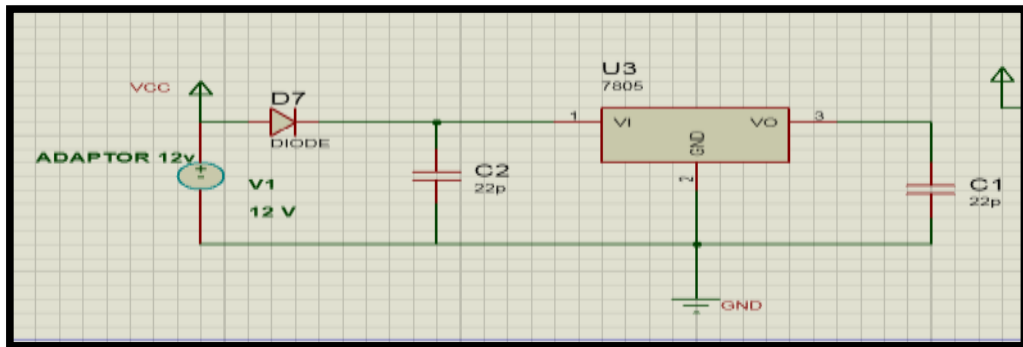 VCC
D7
DIODE
ADAPTOR 12v
+
-
V1
12 V
C2
22p
U3
7805
1
VI
VO
3
GND
2
C1
22p
GND